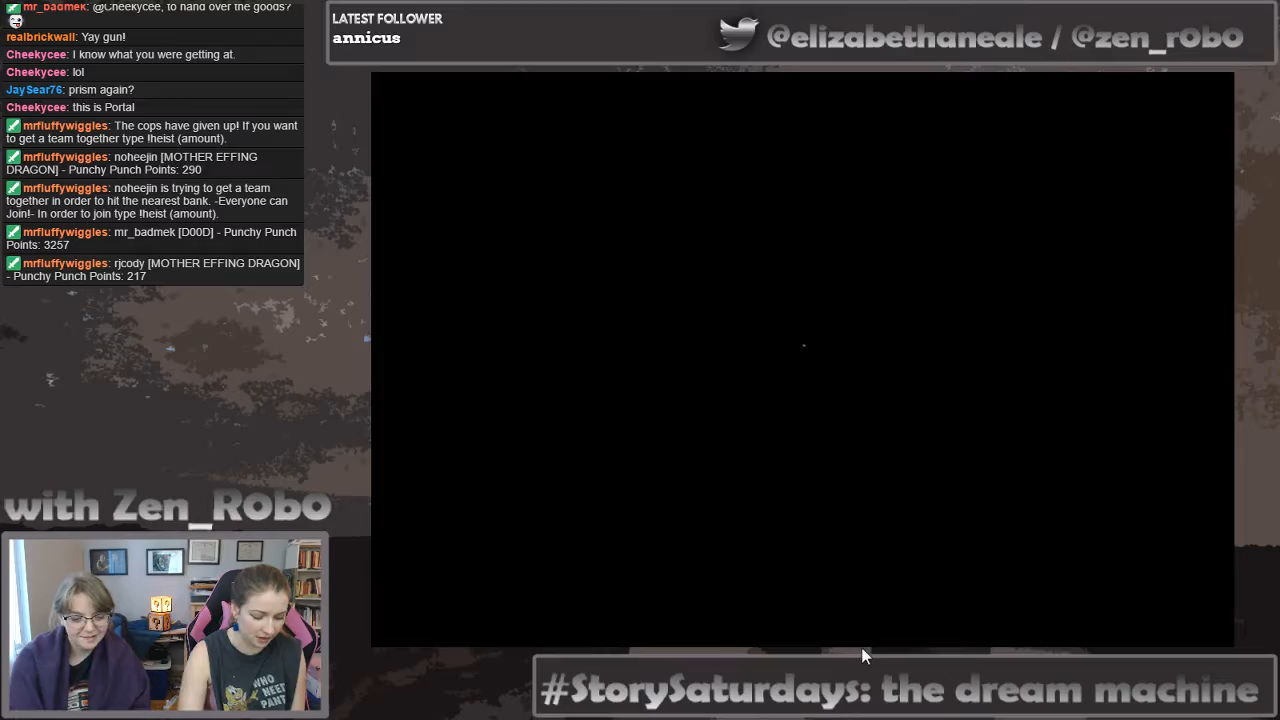 mr_badmek: @Cheekycee, to hand over the goods?
realbrickwall: Yay gun!
Cheekycee: I know what you were getting at.
Cheekycee: lol
JaySear76: prism again?
Cheekycee: this is Portal
mrfluffywiggles: The cops have given up! If you want
to get a team together type !heist (amount).
mrfluffywiggles: noheejin [MOTHER EFFING
DRAGON] - Punchy Punch Points: 290
mrfluffywiggles: noheejin is trying to get a team
together in order to hit the nearest bank. -Everyone can
Join!- In order to join type !heist (amount).
mrfluffywiggles: mr_badmek [D00D] - Punchy Punch
Points: 3257
mrfluffywiggles: rjcody [MOTHER EFFING DRAGON]
- Punchy Punch Points: 217
LATEST FOLLOWER
annicus
@elizabethaneale / @zen_r0b0
with Zen_R0b0
WHO
NEE
PANT
#StorySaturdays: the dream machine